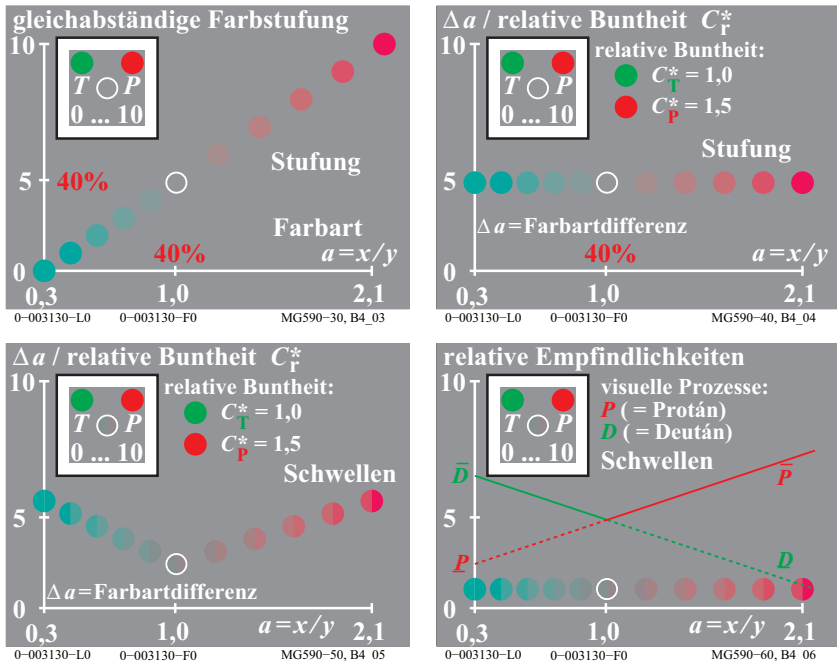 gleichabständige Farbstufung
10
T P
0 ... 10
Stufung
5
40%
Farbart
40%
a=x/y
0
0,3 1,0 2,1
0−003130−L0 0−003130−F0 MG590−30, B4_03
Δa / relative Buntheit C*r
10
relative Buntheit:
T P
0 ... 10
C*T = 1,0
C*P = 1,5
Stufung
5
Δa=Farbartdifferenz
40%
a=x/y
0
0,3 1,0 2,1
0−003130−L0 0−003130−F0 MG590−40, B4_04
Δa / relative Buntheit C*r
10
relative Buntheit:
T P
0 ... 10
C*T = 1,0
C*P = 1,5
Schwellen
5
Δa=Farbartdifferenz
a=x/y
0
0,3 1,0 2,1
0−003130−L0 0−003130−F0 MG590−50, B4_05
relative Empfindlichkeiten
10
visuelle Prozesse:
T P
0 ... 10
P ( = Protán)
D ( = Deután)
Schwellen
D̅ P̅
5
P̲ D̲
a=x/y
0
0,3 1,0 2,1
0−003130−L0 0−003130−F0 MG590−60, B4_06